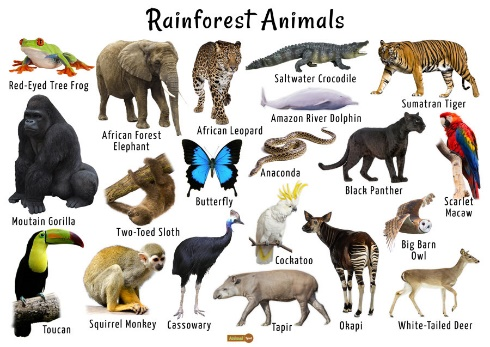 Rainforest Animals
Red-Eyed Tree Frog
African Forest
Elephant
African Leopard
Saltwater Crocodile
Amazon River Dolphin
Sumatran Tiger
Moutain Gorilla
Two-Toed Sloth
Butterfly
Anaconda
Black Panther
Scarlet
Macaw
Toucan
Squirrel Monkey
Cassowary
Cockatoo
Tapir
Okapi
Big Barn
Owl
White-Tailed Deer